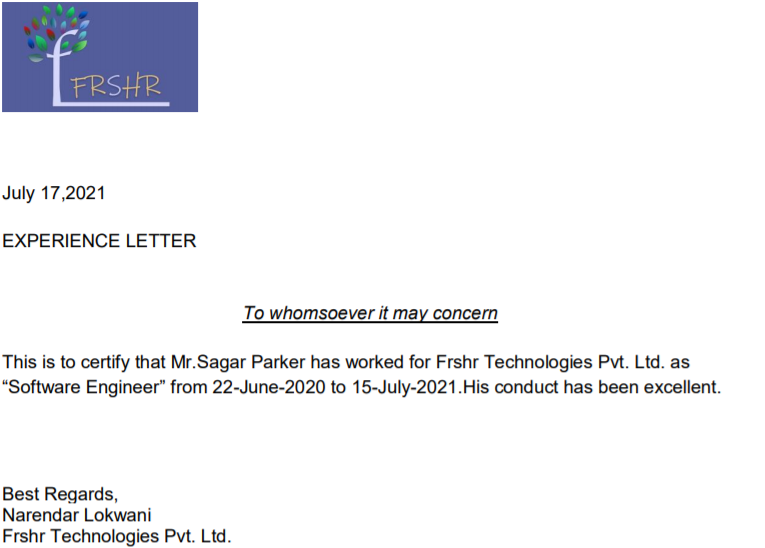 FRSHR
July 17,2021
EXPERIENCE LETTER
To whomsoever it may concern
This is to certify that Mr.Sagar Parker has worked for Frshr Technologies Pvt. Ltd. as
“Software Engineer” from 22-June-2020 to 15-July-2021.His conduct has been excellent.
Best Regards,
Narendar Lokwani
Frshr Technologies Pvt. Ltd.